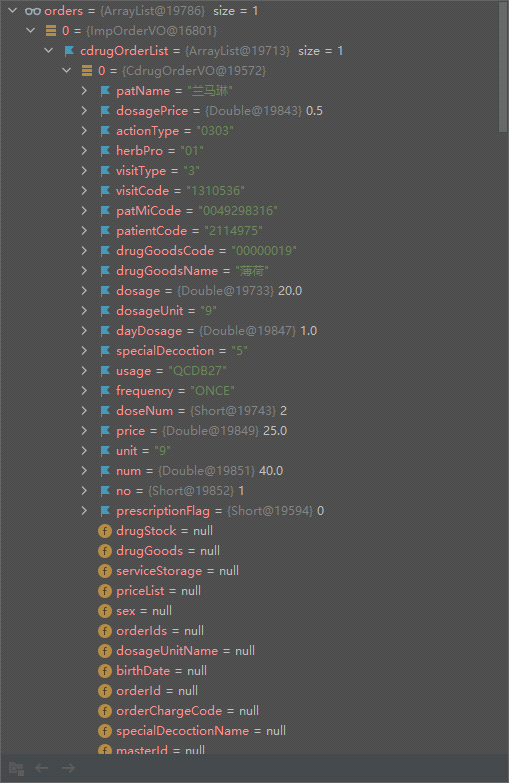 orders = {ArrayList@19786} size = 1
0 = {ImpOrderVO@16801}
cdrugOrderList = {ArrayList@19713} size = 1
0 = {CdrugOrderVO@19572}
patName = "兰马琳"
dosagePrice = {Double@19843} 0.5
actionType = "0303"
herbPro = "01"
visitType = "3"
visitCode = "1310536"
patMiCode = "0049298316"
patientCode = "2114975"
drugGoodsCode = "00000019"
drugGoodsName = "薄荷"
dosage = {Double@19733} 20.0
dosageUnit = "9"
dayDosage = {Double@19847} 1.0
specialDecoction = "5"
usage = "QCDB27"
frequency = "ONCE"
doseNum = {Short@19743} 2
price = {Double@19849} 25.0
unit = "9"
num = {Double@19851} 40.0
no = {Short@19852} 1
prescriptionFlag = {Short@19594} 0
drugStock = null
drugGoods = null
serviceStorage = null
priceList = null
sex = null
orderIds = null
dosageUnitName = null
birthDate = null
orderId = null
orderChargeCode = null
specialDecoctionName = null
masterId = null